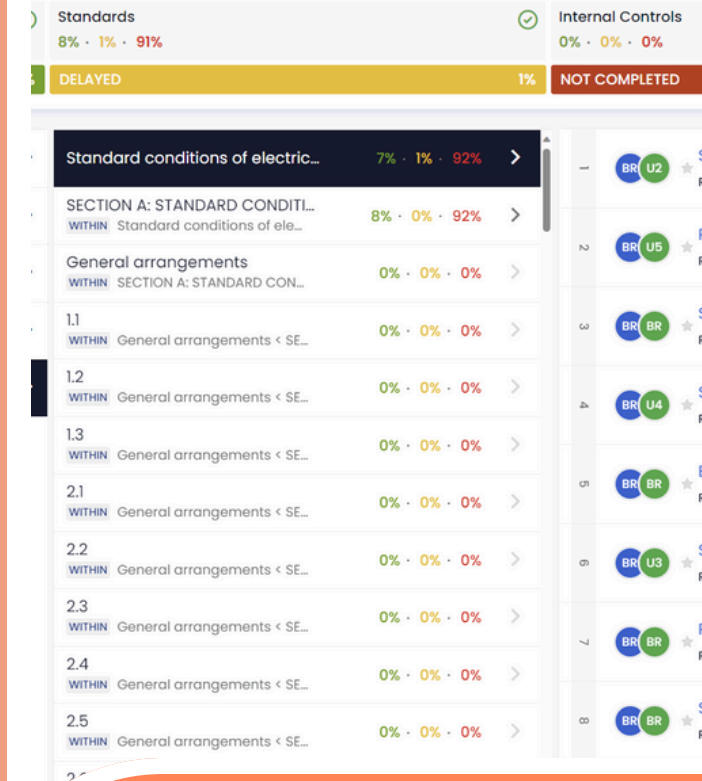 Standards
8% · 1% · 91%
DELAYED 1%
Standard conditions of electric... 7% · 1% · 92%
SECTION A: STANDARD CONDITI... 8% · 0% · 92%
WITHIN Standard conditions of ele...
General arrangements 0% · 0% · 0%
WITHIN SECTION A: STANDARD CON...
1.1 0% · 0% · 0%
WITHIN General arrangements < SE...
1.2 0% · 0% · 0%
WITHIN General arrangements < SE...
1.3 0% · 0% · 0%
WITHIN General arrangements < SE...
2.1 0% · 0% · 0%
WITHIN General arrangements < SE...
2.2 0% · 0% · 0%
WITHIN General arrangements < SE...
2.3 0% · 0% · 0%
WITHIN General arrangements < SE...
2.4 0% · 0% · 0%
WITHIN General arrangements < SE...
2.5 0% · 0% · 0%
WITHIN General arrangements < SE...
Internal Controls
0% · 0% · 0%
NOT COMPLETED
1 BR U2
2 BR U5
3 BR BR
4 BR U4
5 BR BR
6 BR U3
7 BR BR
8 BR BR